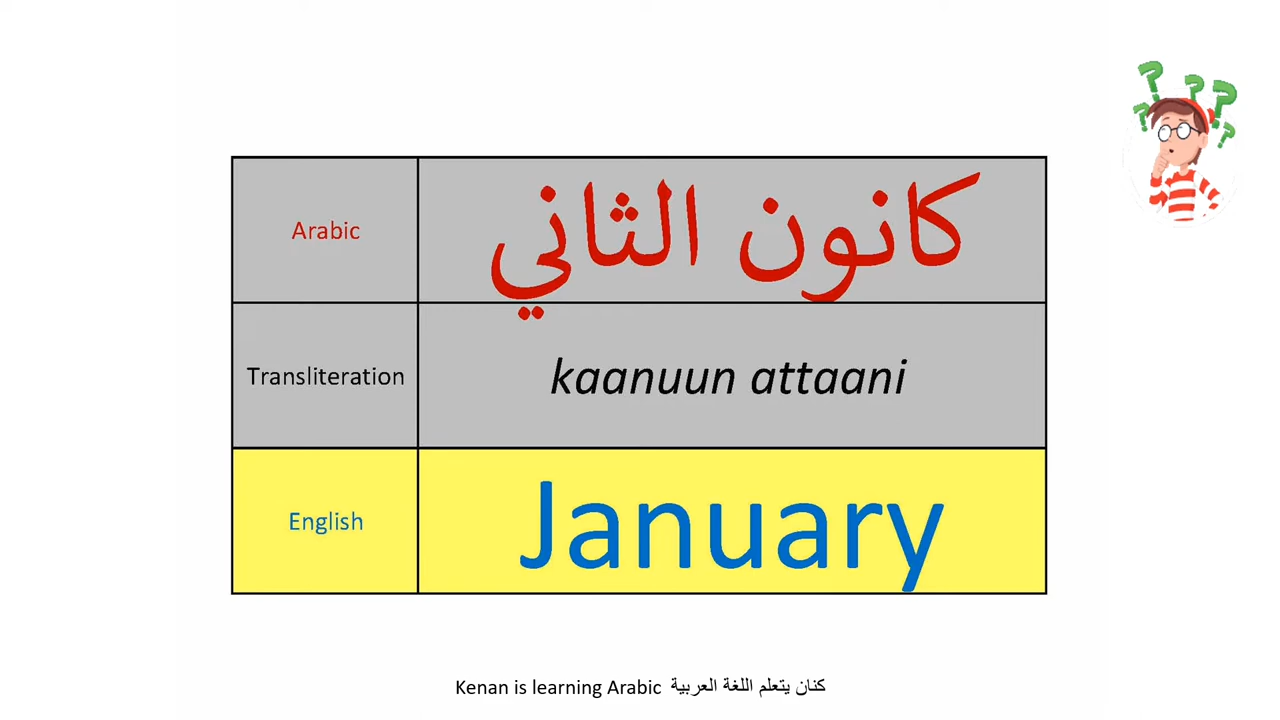 Arabic كانون الثاني
Transliteration kaanuun attaani
English January
Kenan is learning Arabic كنان يتعلم اللغة العربية